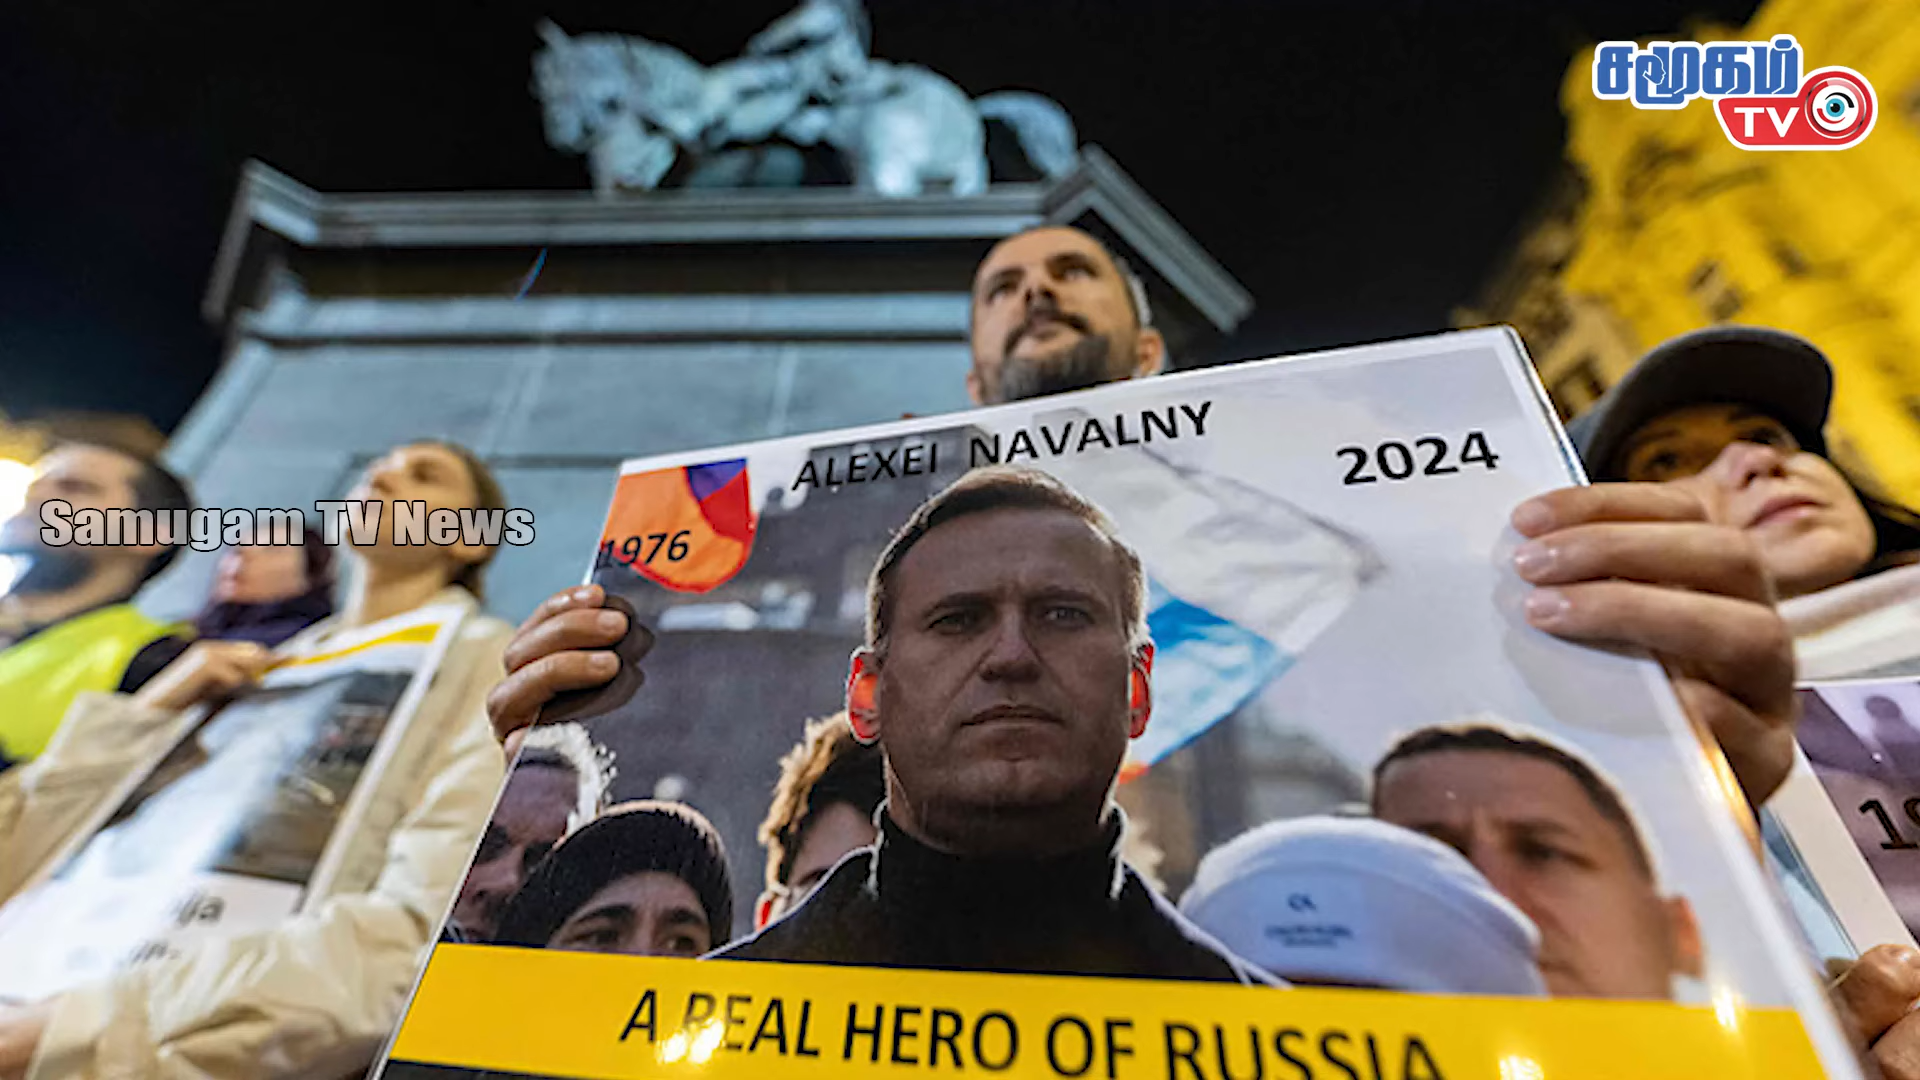 சமூகம்
TV
Samugam TV News
ALEXEI NAVALNY
2024
1976
A REAL HERO OF RUSSIA